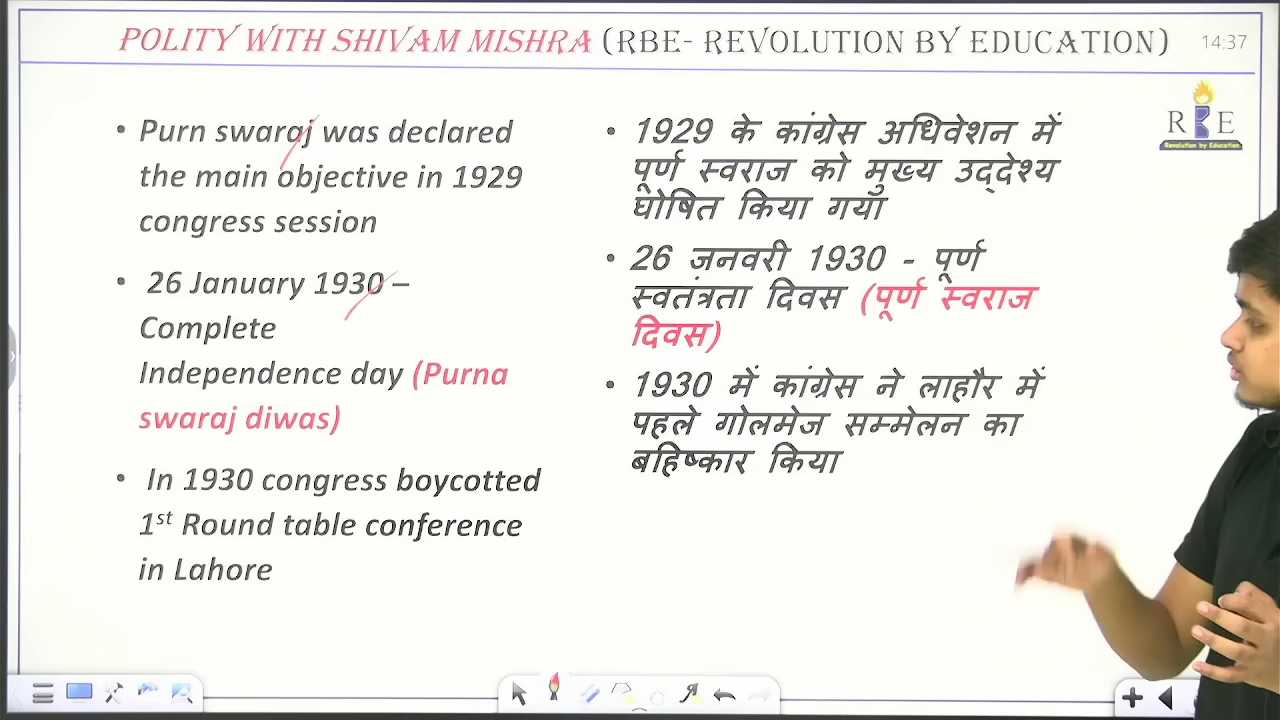 POLITY WITH SHIVAM MISHRA (RBE- REVOLUTION BY EDUCATION)
14:37
RBE
Revolution by Education
• Purn swaraj was declared
the main objective in 1929
congress session
• 26 January 1930 –
Complete
Independence day (Purna
swaraj diwas)
• In 1930 congress boycotted
1st Round table conference
in Lahore
• 1929 के कांग्रेस अधिवेशन में
पूर्ण स्वराज को मुख्य उद्देश्य
घोषित किया गया
• 26 जनवरी 1930 - पूर्ण
स्वतंत्रता दिवस (पूर्ण स्वराज
दिवस)
• 1930 में कांग्रेस ने लाहौर में
पहले गोलमेज सम्मेलन का
बहिष्कार किया